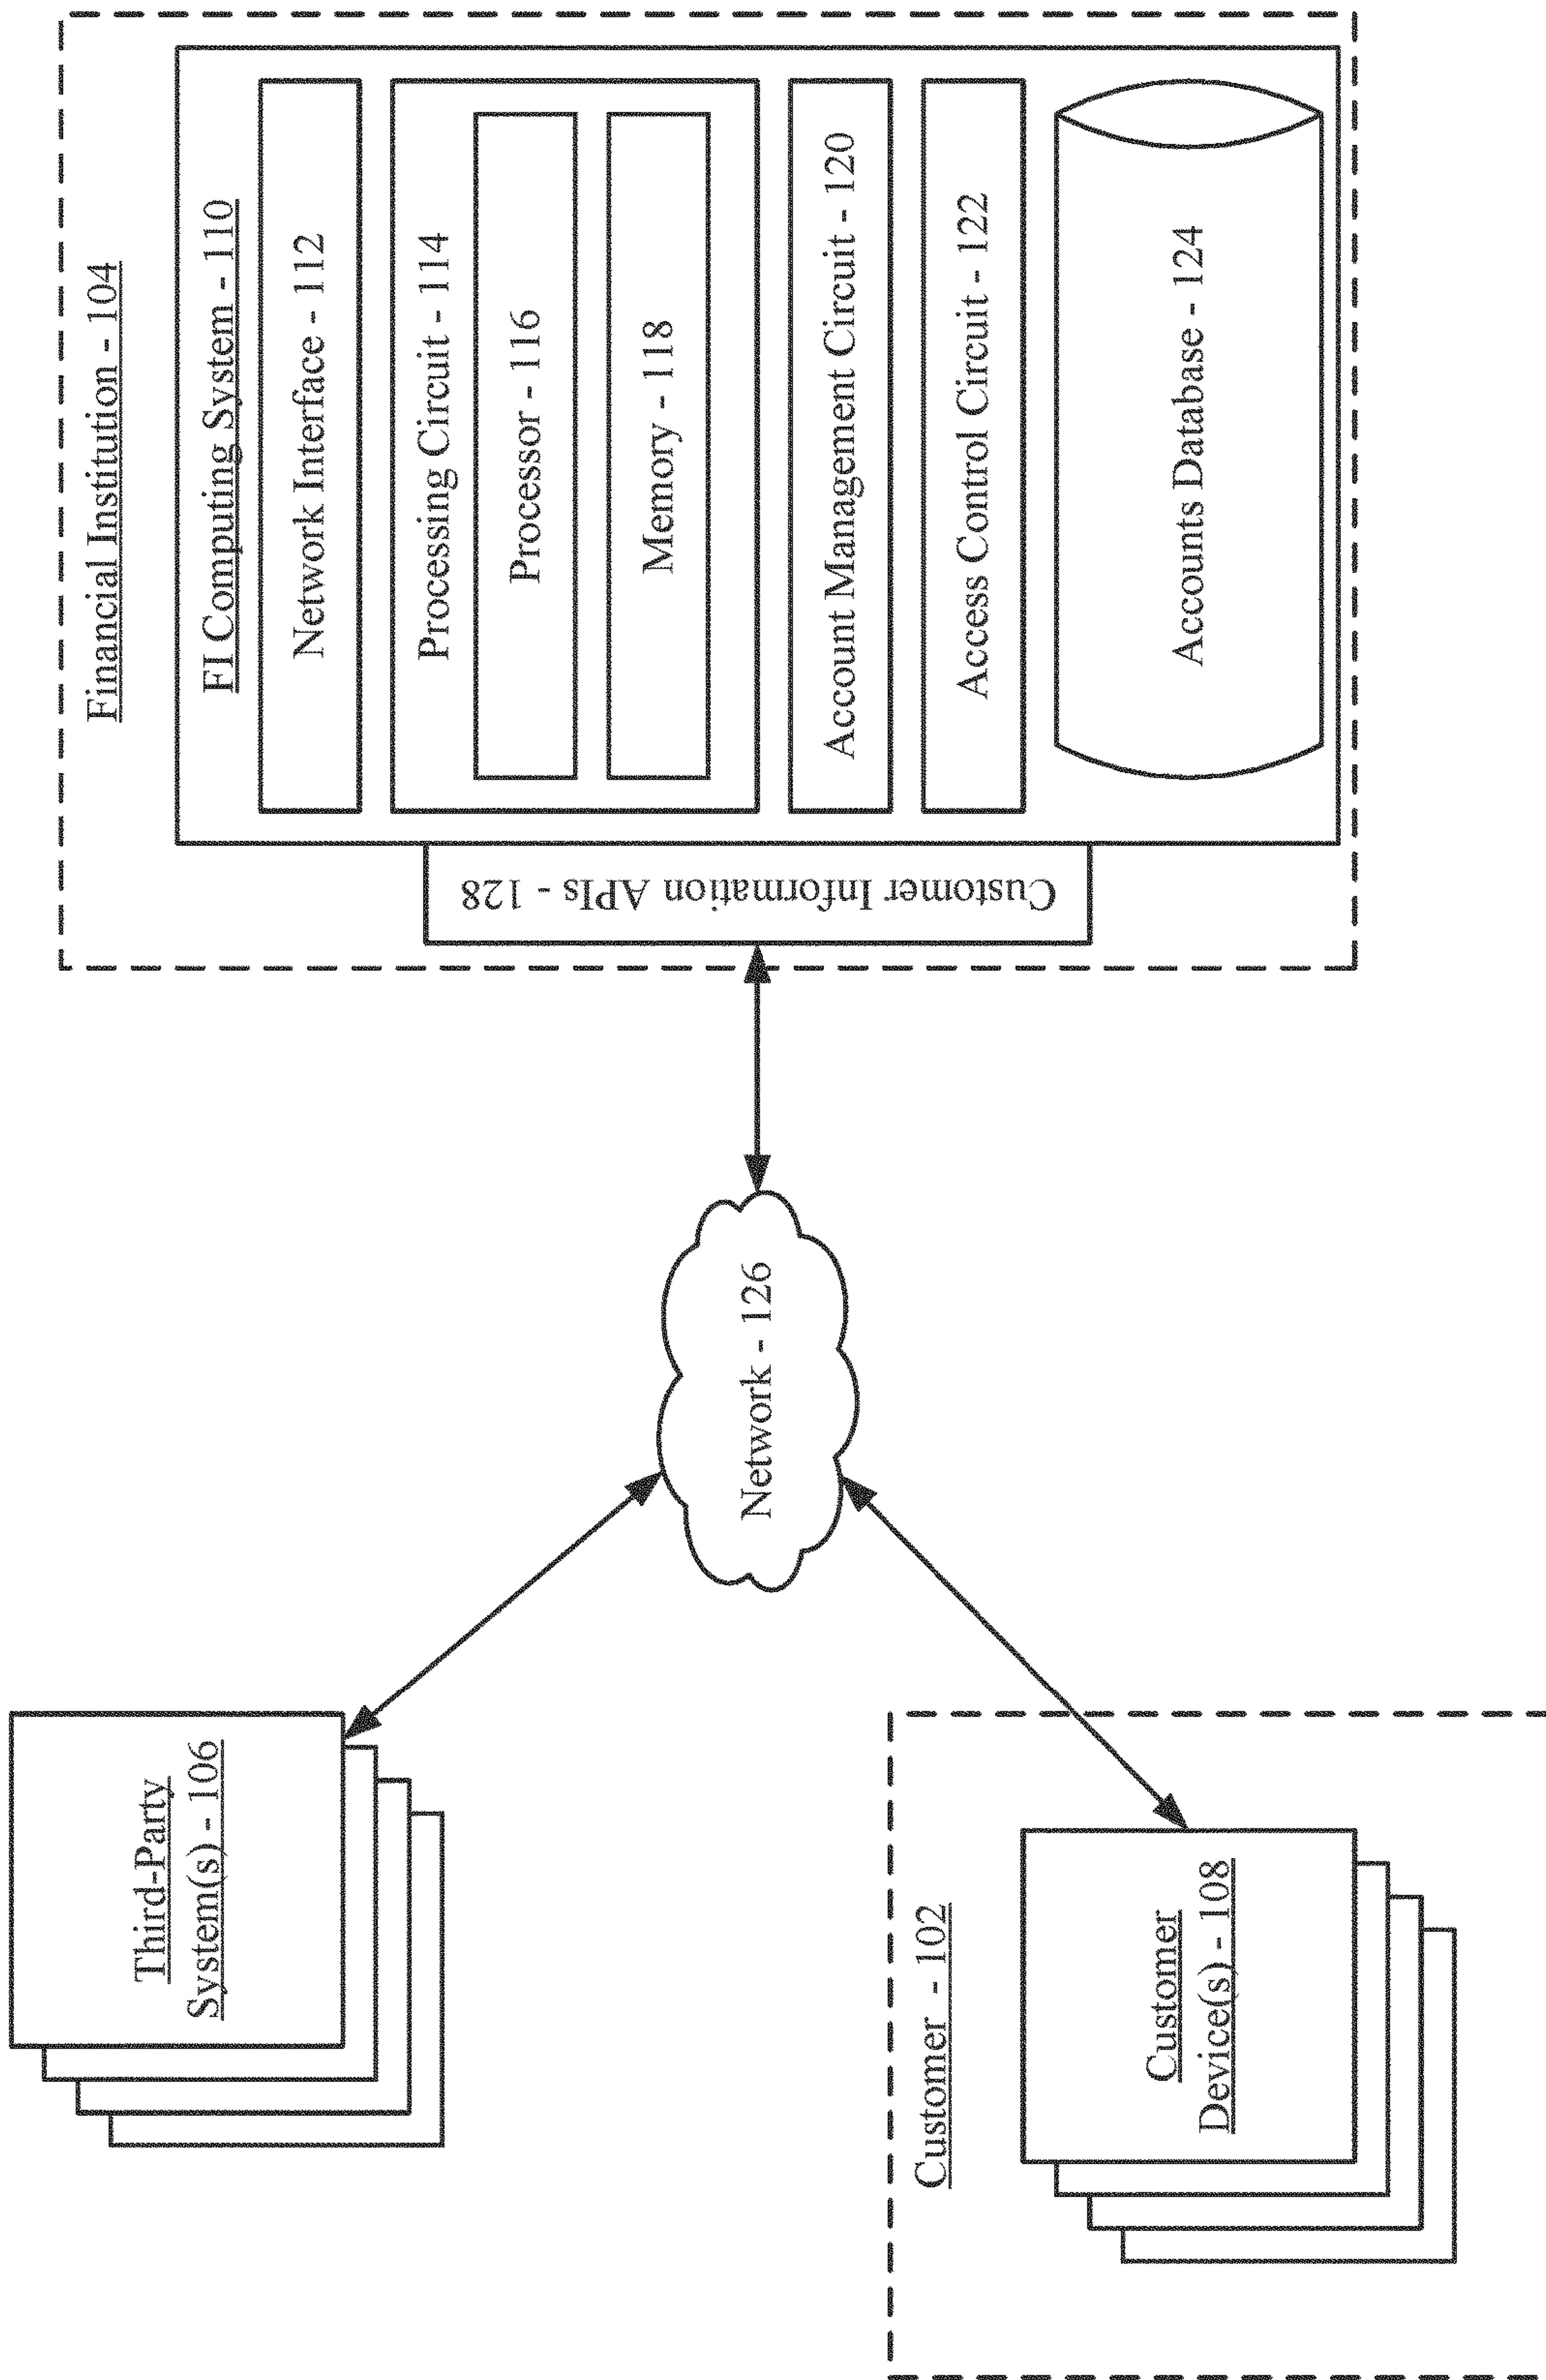 Third-Party
System(s) - 106
Customer - 102
Customer
Device(s) - 108
Network - 126
Financial Institution - 104
FI Computing System - 110
Network Interface - 112
Processing Circuit - 114
Processor - 116
Memory - 118
Account Management Circuit - 120
Access Control Circuit - 122
Accounts Database - 124
Customer Information APIs - 128